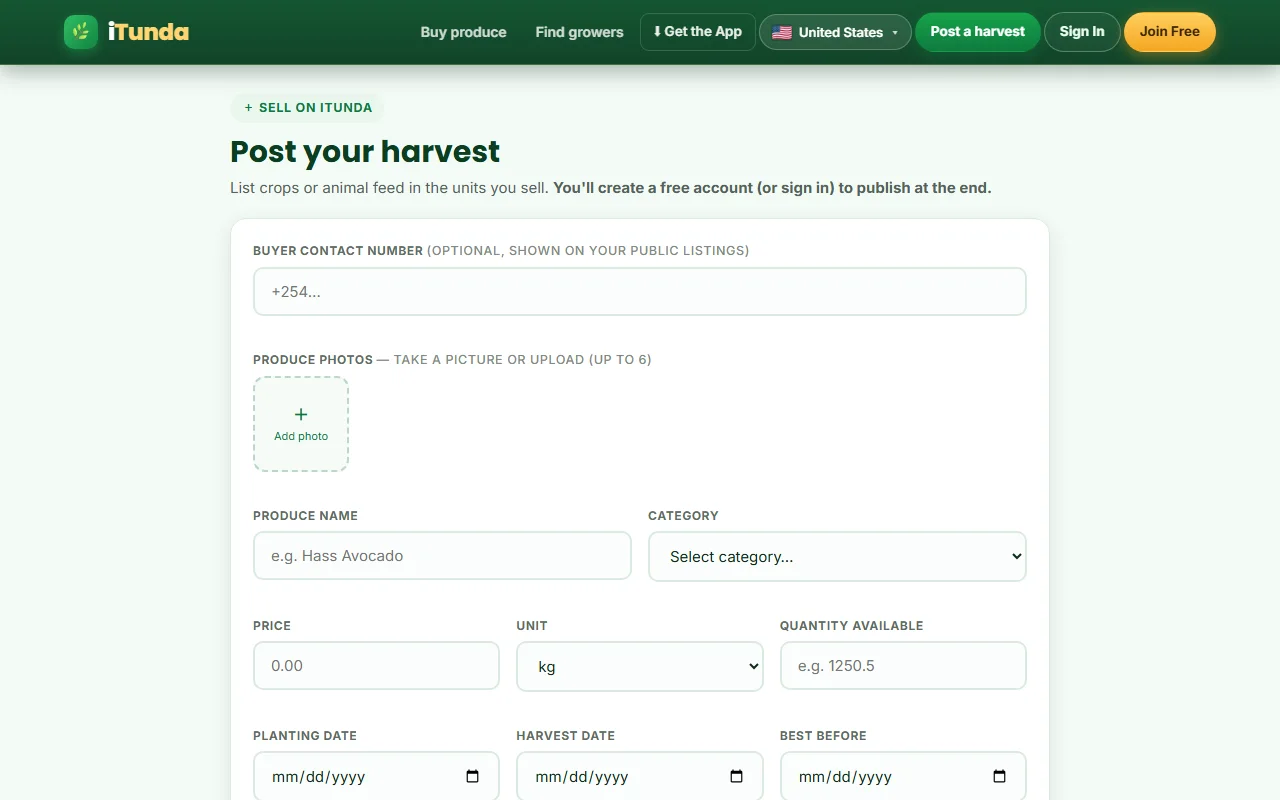 iTunda
Buy produce
Find growers
⬇ Get the App
🇺🇸 United States ▾
Post a harvest
Sign In
Join Free
+ SELL ON ITUNDA
Post your harvest
List crops or animal feed in the units you sell. You'll create a free account (or sign in) to publish at the end.
BUYER CONTACT NUMBER (OPTIONAL, SHOWN ON YOUR PUBLIC LISTINGS)
+254...
PRODUCE PHOTOS — TAKE A PICTURE OR UPLOAD (UP TO 6)
+
Add photo
PRODUCE NAME
CATEGORY
e.g. Hass Avocado
Select category...
PRICE
UNIT
QUANTITY AVAILABLE
0.00
kg
e.g. 1250.5
PLANTING DATE
HARVEST DATE
BEST BEFORE
mm/dd/yyyy
mm/dd/yyyy
mm/dd/yyyy